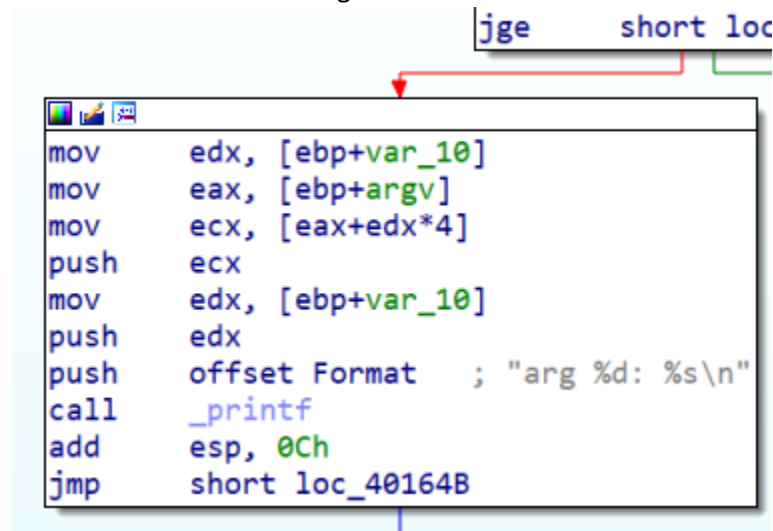 jge short loc
mov edx, [ebp+var_10]
mov eax, [ebp+argv]
mov ecx, [eax+edx*4]
push ecx
mov edx, [ebp+var_10]
push edx
push offset Format ; "arg %d: %s\n"
call _printf
add esp, 0Ch
jmp short loc_40164B